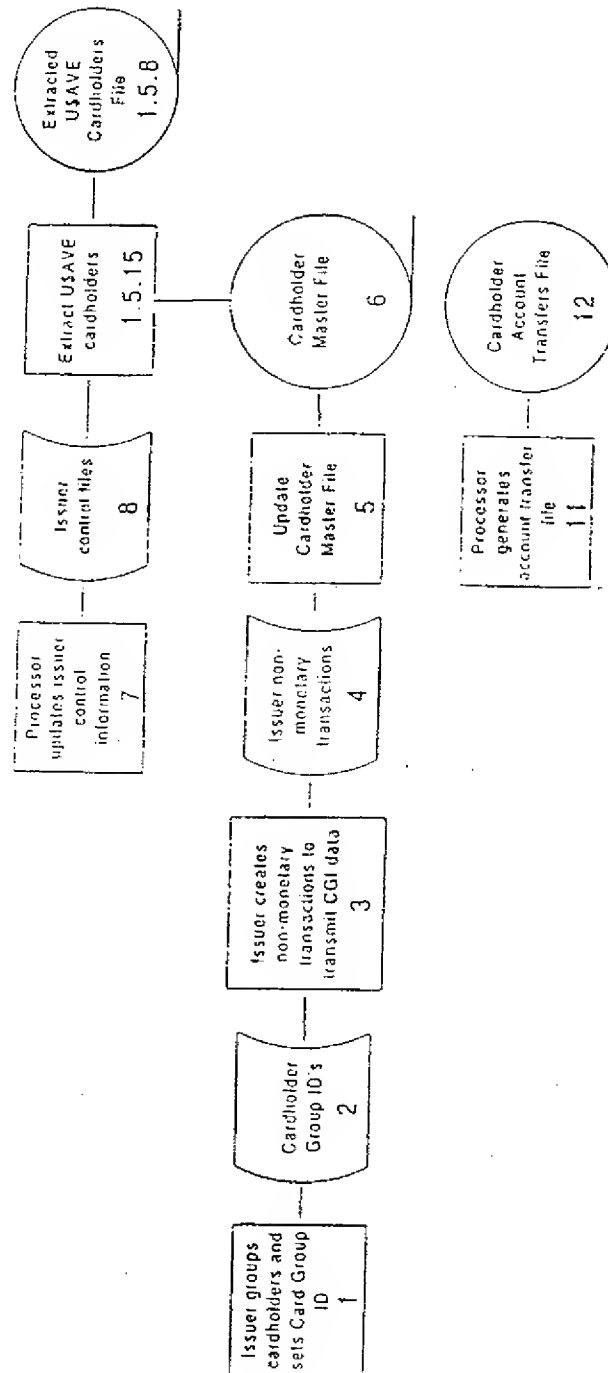 Processor
updates issuer
control
information
7
Issuer
control files
8
Extract U$AVE
cardholders
1.5.15
Extracted
U$AVE
Cardholders
File
1.5.8
Issuer groups
cardholders and
sets Card Group
ID
1
Cardholder
Group ID's
2
Issuer creates
non-monetary
transactions to
transmit CGI data
3
Issuer non-
monetary
transactions
4
Update
Cardholder
Master File
5
Cardholder
Master File
6
Processor
generates
account transfer
file
11
Cardholder
Account
Transfers File
12